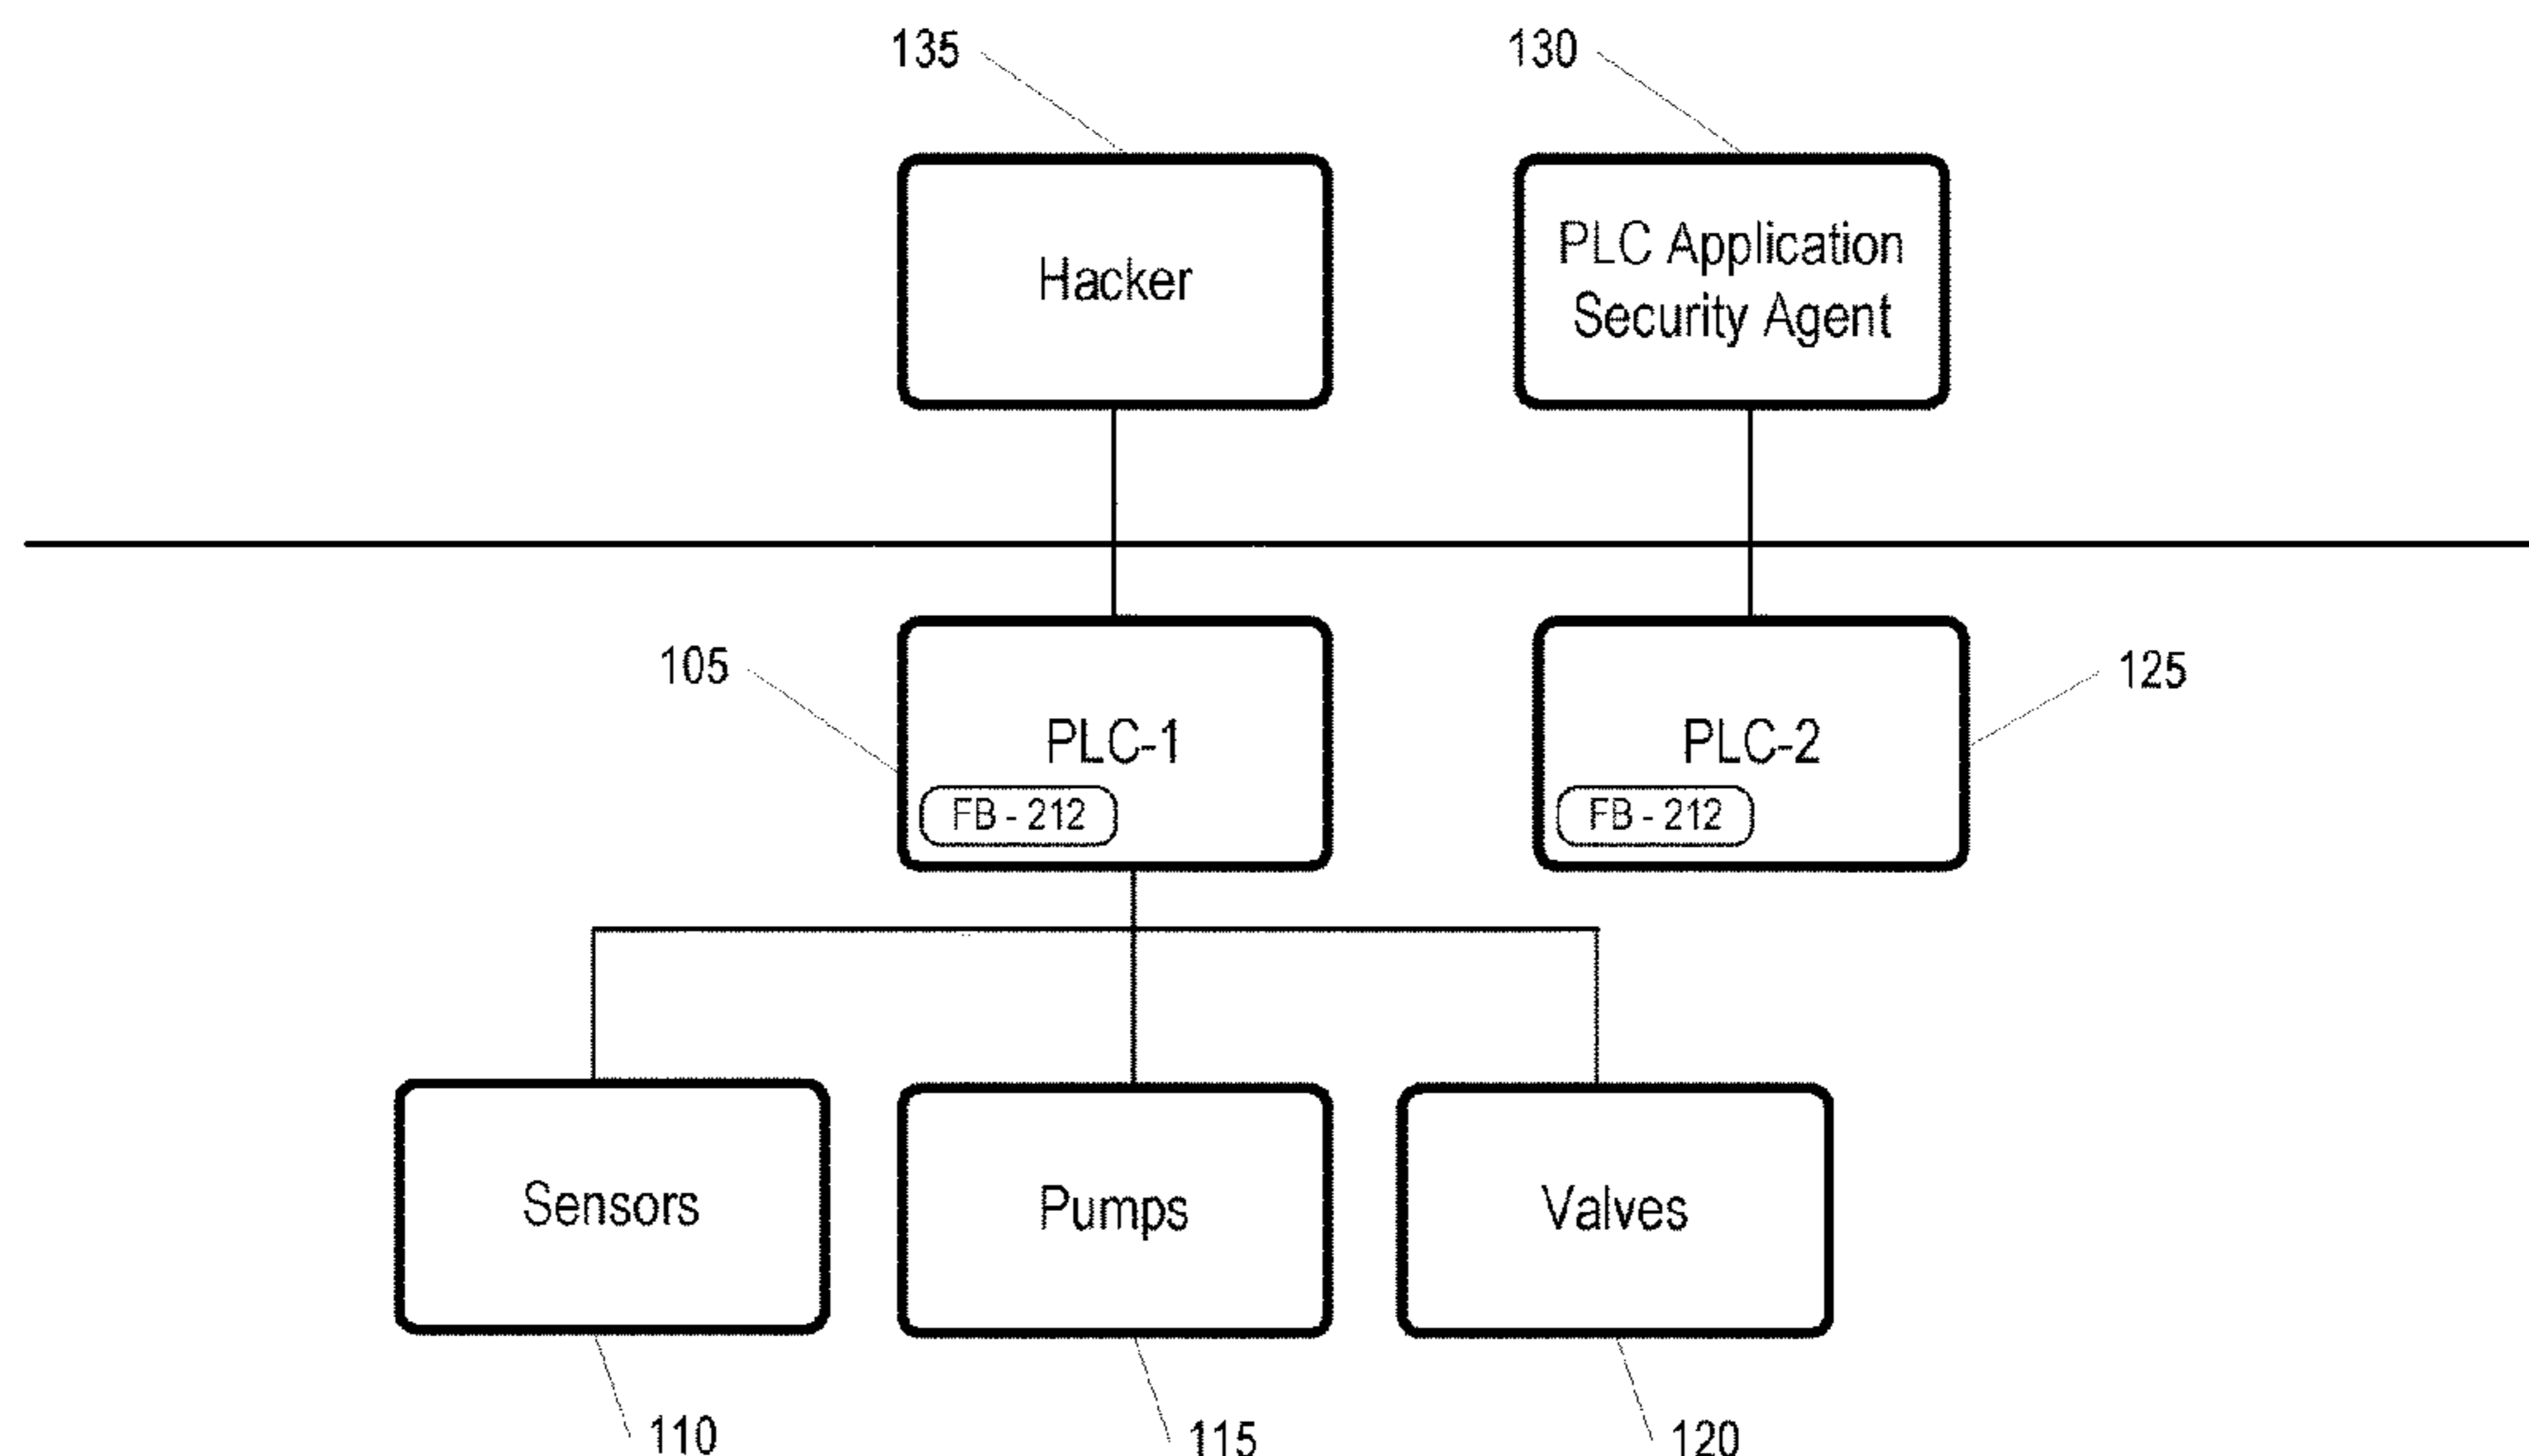 135
130
Hacker
PLC Application
Security Agent
105
125
PLC-1
PLC-2
FB - 212
FB - 212
Sensors
Pumps
Valves
110
115
120